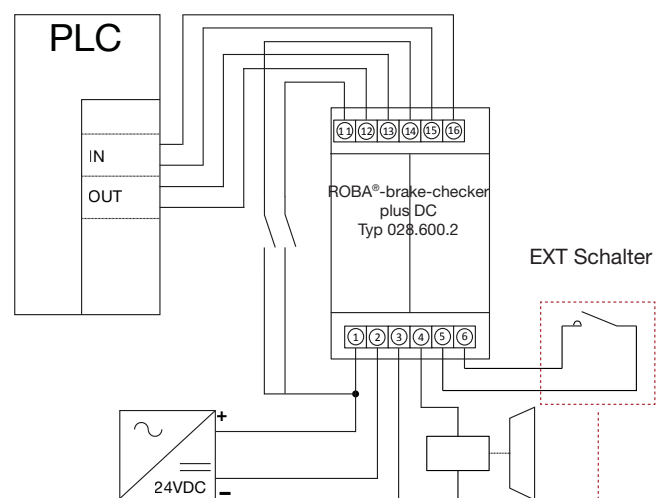 PLC
IN
OUT
11 12 13 14 15 16
ROBA®-brake-checker
plus DC
Typ 028.600.2
EXT Schalter
1 2 3 4 5 6
+
24VDC
–